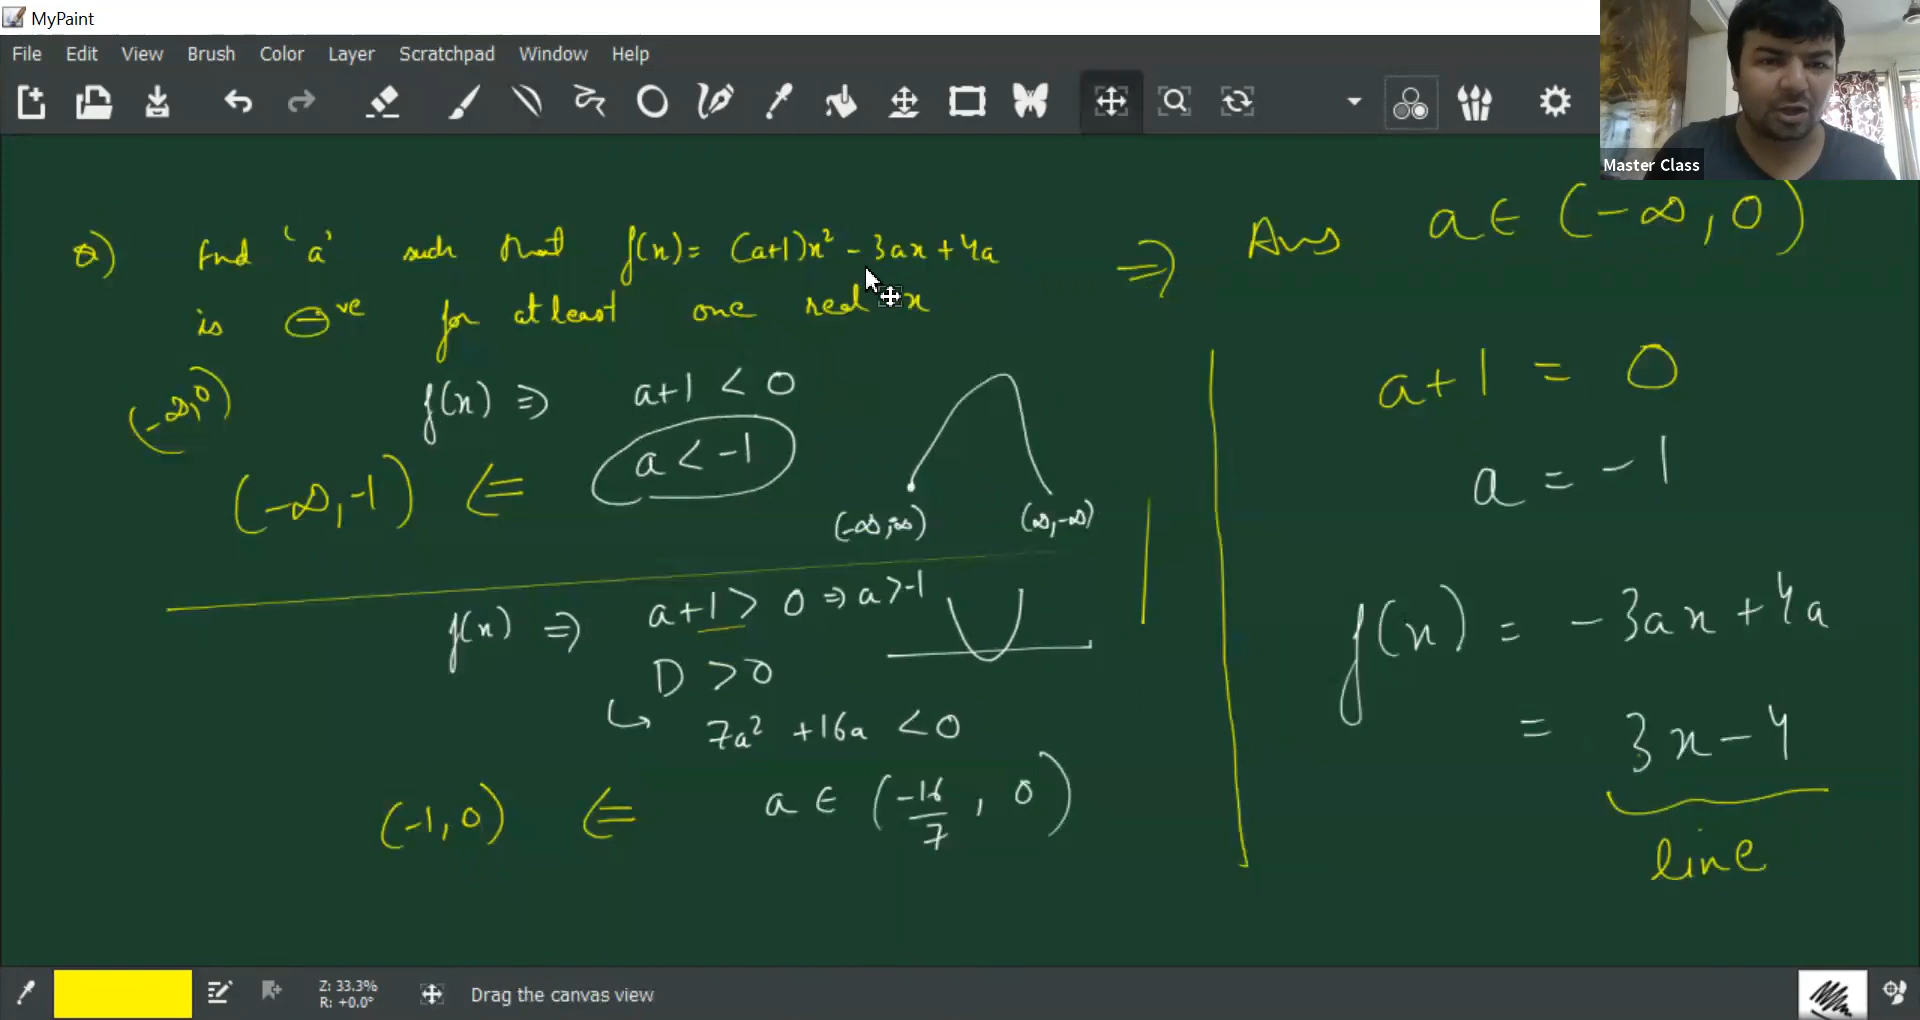 MyPaint
File Edit View Brush Color Layer Scratchpad Window Help
Master Class
Q) Find 'a' such that f(x) = (a+1)x² - 3ax + 4a
is ⊖ve for atleast one real x
⇒ Ans a ∈ (-∞, 0)
(-∞, 0)
f(x) ⇒ a+1 < 0
a < -1
(-∞, -1) ⇐
(∞, -∞)
f(x) ⇒ a+1 > 0 ⇒ a > -1
D > 0
↳ 7a² + 16a < 0
(-1, 0) ⇐ a ∈ (-16/7, 0)
a+1 = 0
a = -1
f(x) = -3ax + 4a
= 3x - 4
line
Z: 33.3%
R: +0.0°
Drag the canvas view